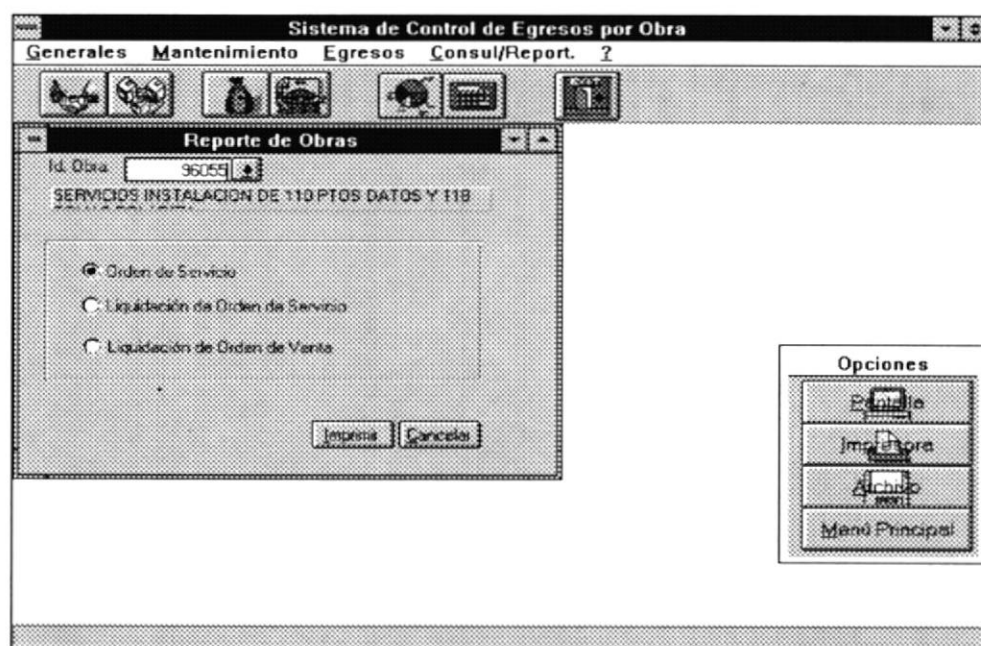 Sistema de Control de Egresos por Obra
Generales Mantenimiento Egresos Consul/Report. ?
Reporte de Obras
Id. Obra 96055
SERVICIOS INSTALACION DE 110 PTOS DATOS Y 118
Orden de Servicio
Liquidación de Orden de Servicio
Liquidación de Orden de Venta
Imprimir Cancelar
Opciones
Pantalla
Impresora
Archivo
Menú Principal